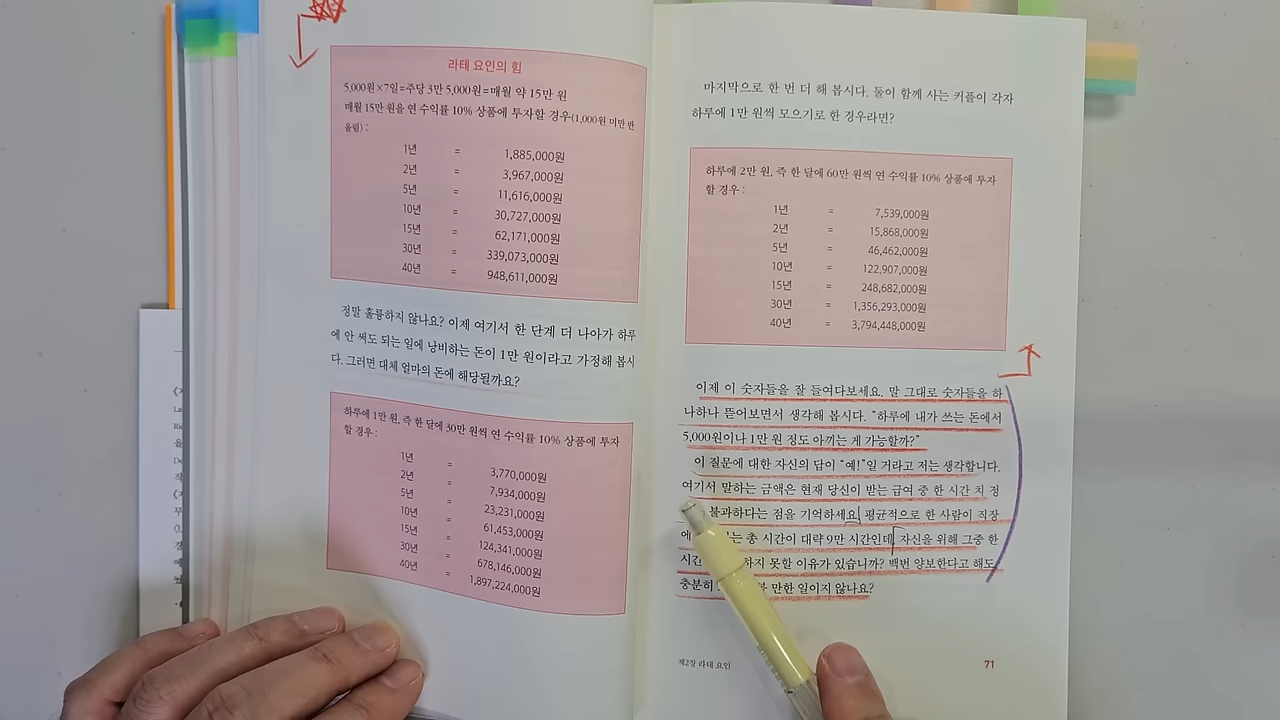 라테 요인의 힘
5,000원×7일=주당 3만 5,000원=매월 약 15만 원
매월 15만 원을 연 수익률 10% 상품에 투자할 경우(1,000원 미만 반
올림) :
1년 = 1,885,000원
2년 = 3,967,000원
5년 = 11,616,000원
10년 = 30,727,000원
15년 = 62,171,000원
30년 = 339,073,000원
40년 = 948,611,000원
정말 훌륭하지 않나요? 이제 여기서 한 단계 더 나아가 하루
에 안 써도 되는 일에 낭비하는 돈이 1만 원이라고 가정해 봅시
다. 그러면 대체 얼마의 돈에 해당될까요?
하루에 1만 원, 즉 한 달에 30만 원씩 연 수익률 10% 상품에 투자
할 경우 :
1년 = 3,770,000원
2년 = 7,934,000원
5년 = 23,231,000원
10년 = 61,453,000원
15년 = 124,341,000원
30년 = 678,146,000원
40년 = 1,897,224,000원
마지막으로 한 번 더 해 봅시다. 둘이 함께 사는 커플이 각자
하루에 1만 원씩 모으기로 한 경우라면?
하루에 2만 원, 즉 한 달에 60만 원씩 연 수익률 10% 상품에 투자
할 경우 :
1년 = 7,539,000원
2년 = 15,868,000원
5년 = 46,462,000원
10년 = 122,907,000원
15년 = 248,682,000원
30년 = 1,356,293,000원
40년 = 3,794,448,000원
이제 이 숫자들을 잘 들여다보세요. 말 그대로 숫자들을 하
나하나 뜯어보면서 생각해 봅시다. “하루에 내가 쓰는 돈에서
5,000원이나 1만 원 정도 아끼는 게 가능할까?”
이 질문에 대한 자신의 답이 “예!”일 거라고 저는 생각합니다.
여기서 말하는 금액은 현재 당신이 받는 급여 중 한 시간 치 정
불과하다는 점을 기억하세요. 평균적으로 한 사람이 직장
에 총 시간이 대략 9만 시간인데, 자신을 위해 그중 한
시간 하지 못할 이유가 있습니까? 백번 양보한다고 해도
충분히 만한 일이지 않나요?
제2장 라테 요인
71